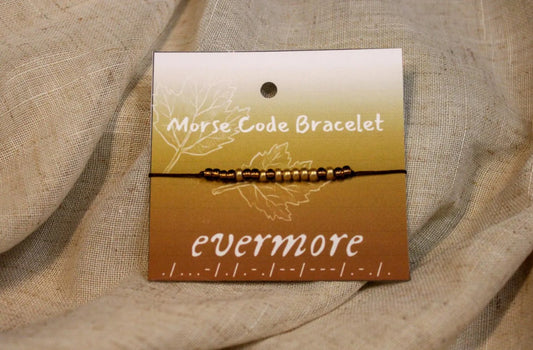 Morse Code Bracelet
evermore
./...-/./.-./--/---/.-./.